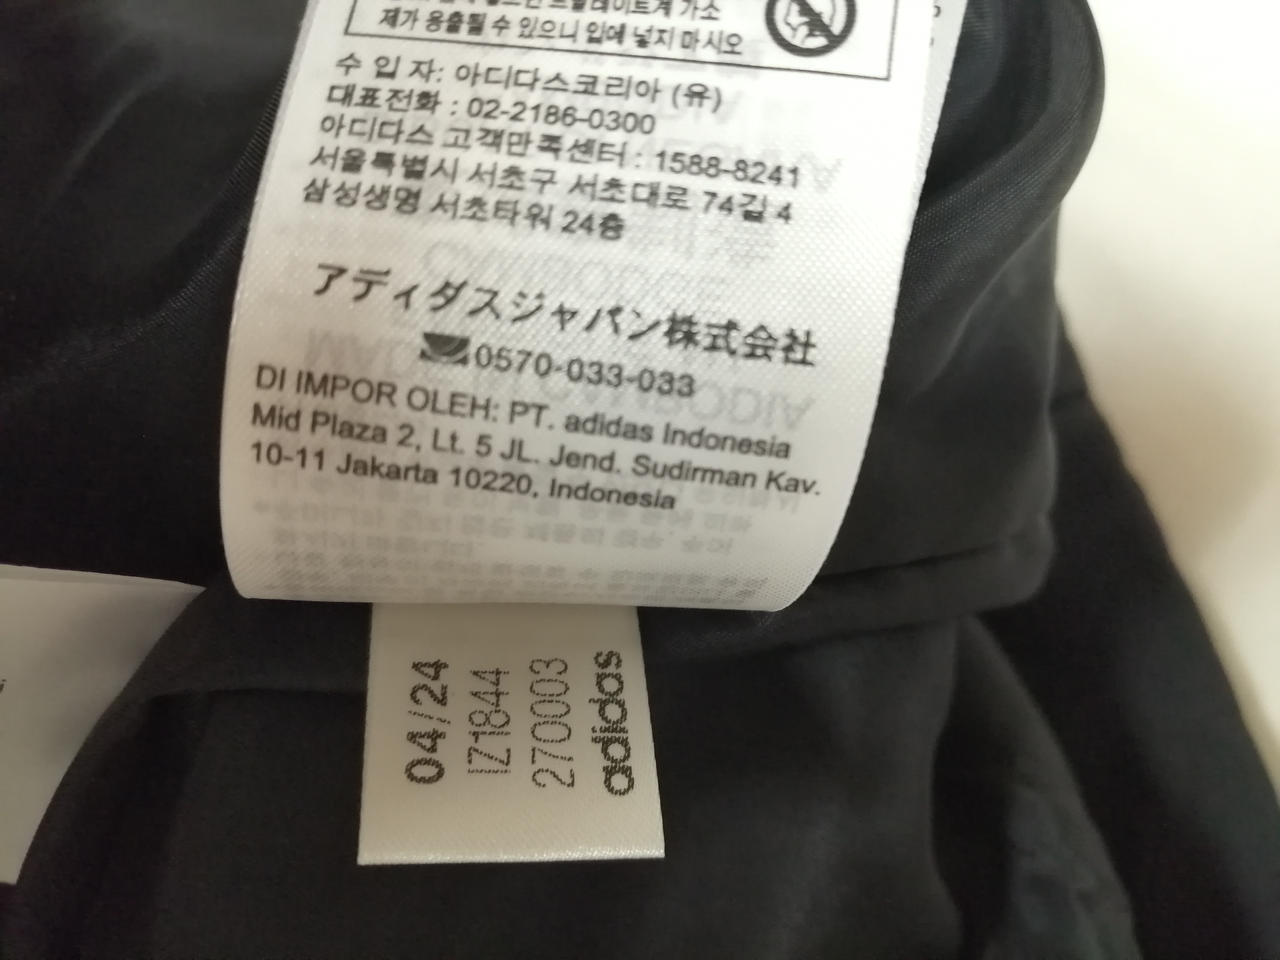 제가 용출될 수 있으니 입에 넣지 마시오
수 입 자: 아디다스코리아 (유)
대표전화 : 02-2186-0300
아디다스 고객만족센터 : 1588-8241
서울특별시 서초구 서초대로 74길 4
삼성생명 서초타워 24층
アディダスジャパン株式会社
0570-033-033
DI IMPOR OLEH: PT. adidas Indonesia
Mid Plaza 2, Lt. 5 JL. Jend. Sudirman Kav.
10-11 Jakarta 10220, Indonesia
04/24
IZ1844
270003
adidas